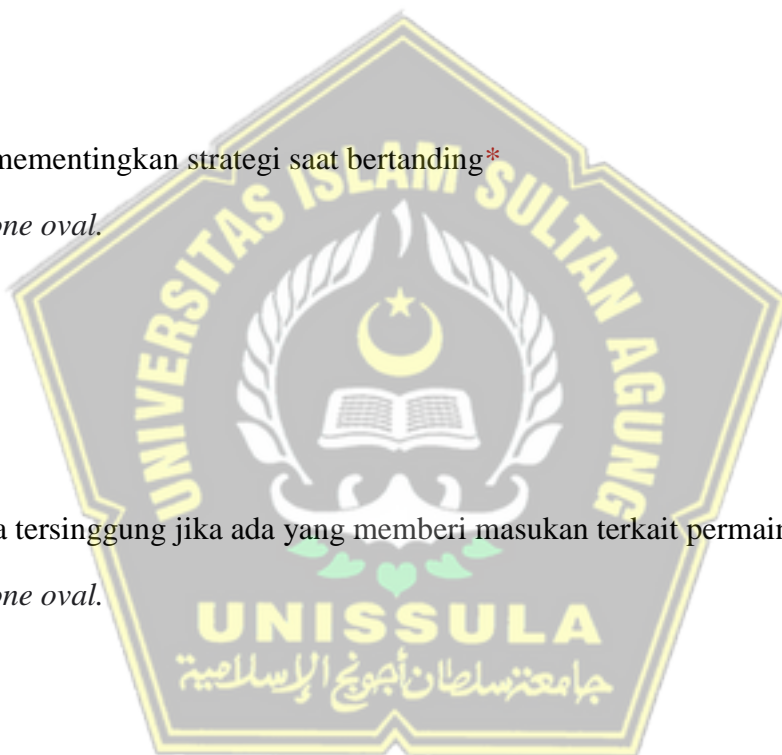 mementingkan strategi saat bertanding*
one oval.
UNIVERSITAS ISLAM SULTAN AGUNG
tersinggung jika ada yang memberi masukan terkait
one oval.
UNISSULA
جامعة سلطان أجونج الإسلامية